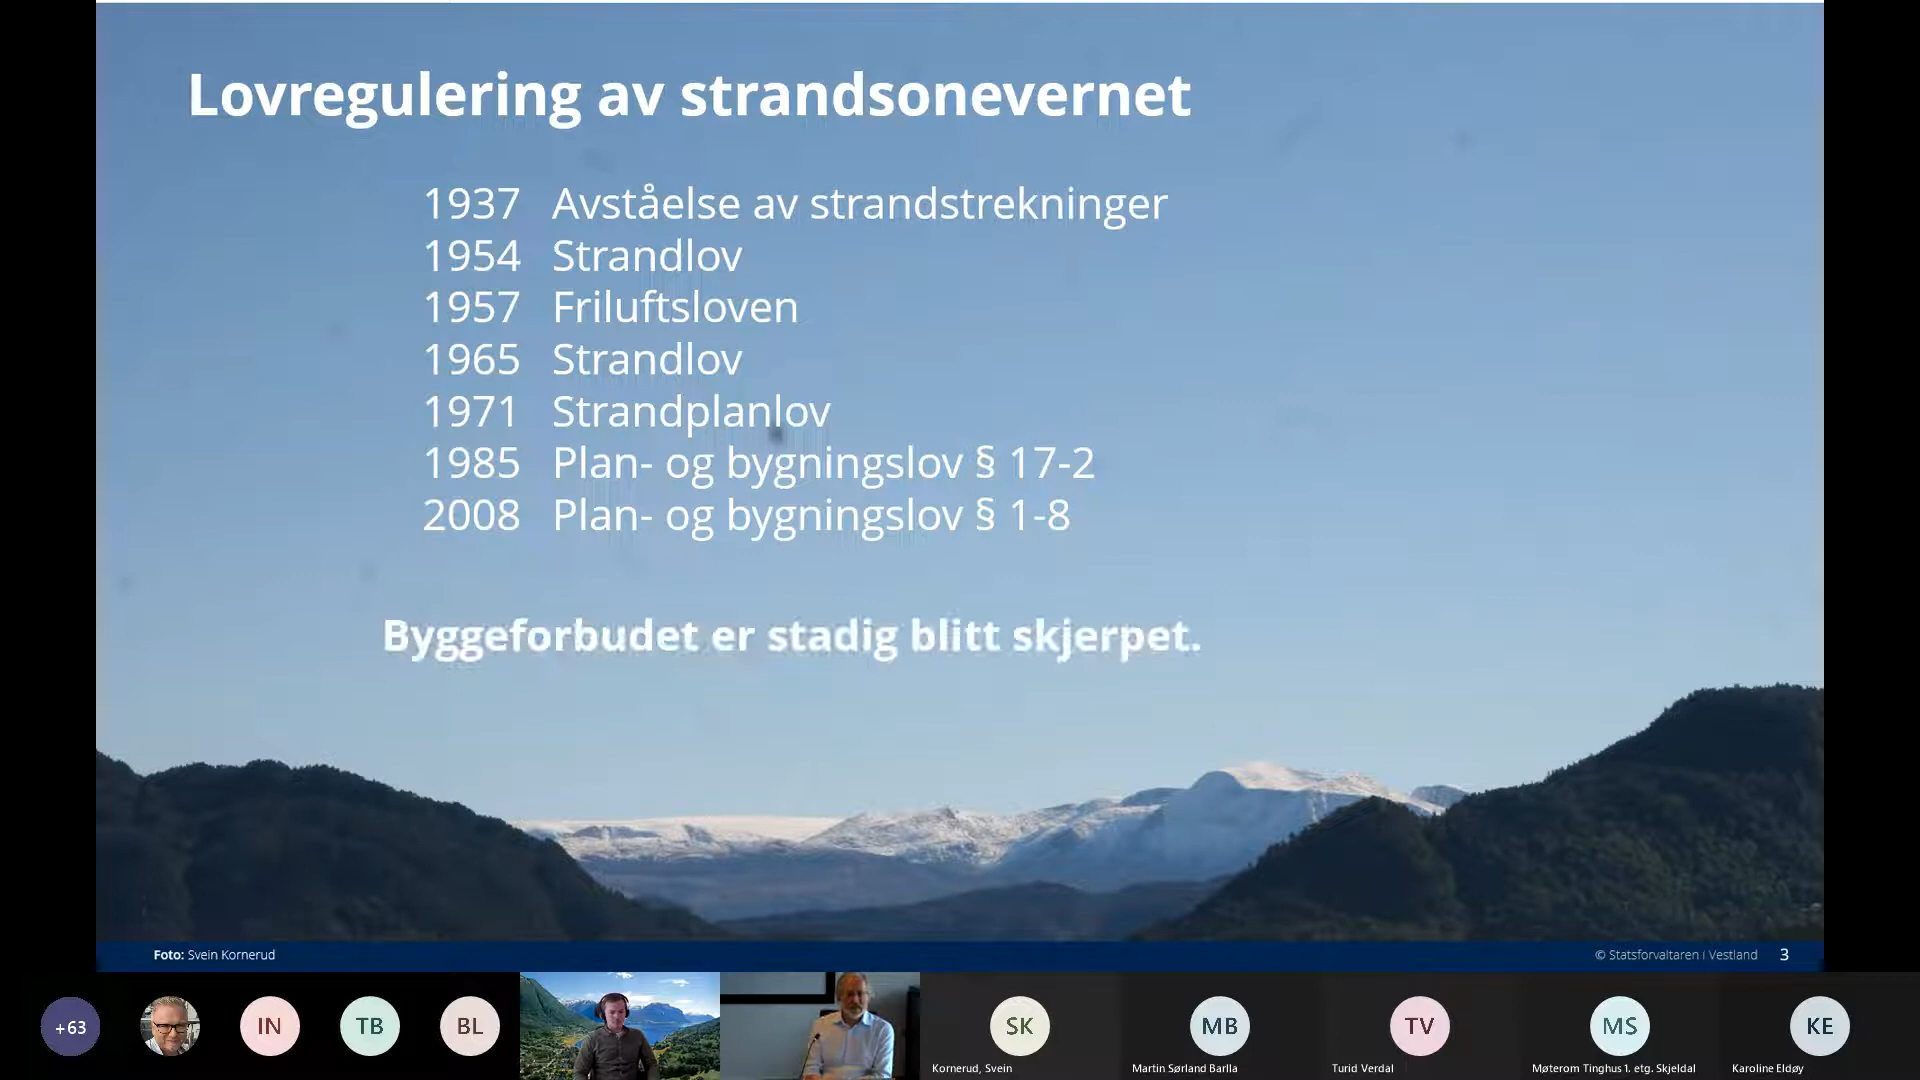 Lovregulering av strandsonevernet
1937 Avståelse av strandstrekninger
1954 Strandlov
1957 Friluftsloven
1965 Strandlov
1971 Strandplanlov
1985 Plan- og bygningslov § 17-2
2008 Plan- og bygningslov § 1-8
Byggeforbudet er stadig blitt skjerpet.
Foto: Svein Kornerud
© Statsforvaltaren i Vestland 3
+63
IN
TB
BL
SK
MB
TV
MS
KE
Kornerud, Svein
Martin Sørland Barlla
Turid Verdal
Møterom Tinghus 1. etg. Skjeldal
Karoline Eldøy